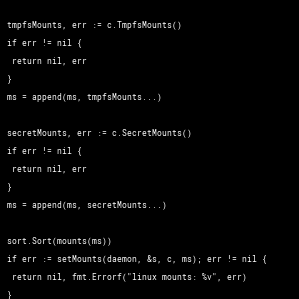 tmpfsMounts, err := c.TmpfsMounts()
if err != nil {
 return nil, err
}
ms = append(ms, tmpfsMounts...)

secretMounts, err := c.SecretMounts()
if err != nil {
 return nil, err
}
ms = append(ms, secretMounts...)

sort.Sort(mounts(ms))
if err := setMounts(daemon, &s, c, ms); err != nil {
 return nil, fmt.Errorf("linux mounts: %v", err)
}